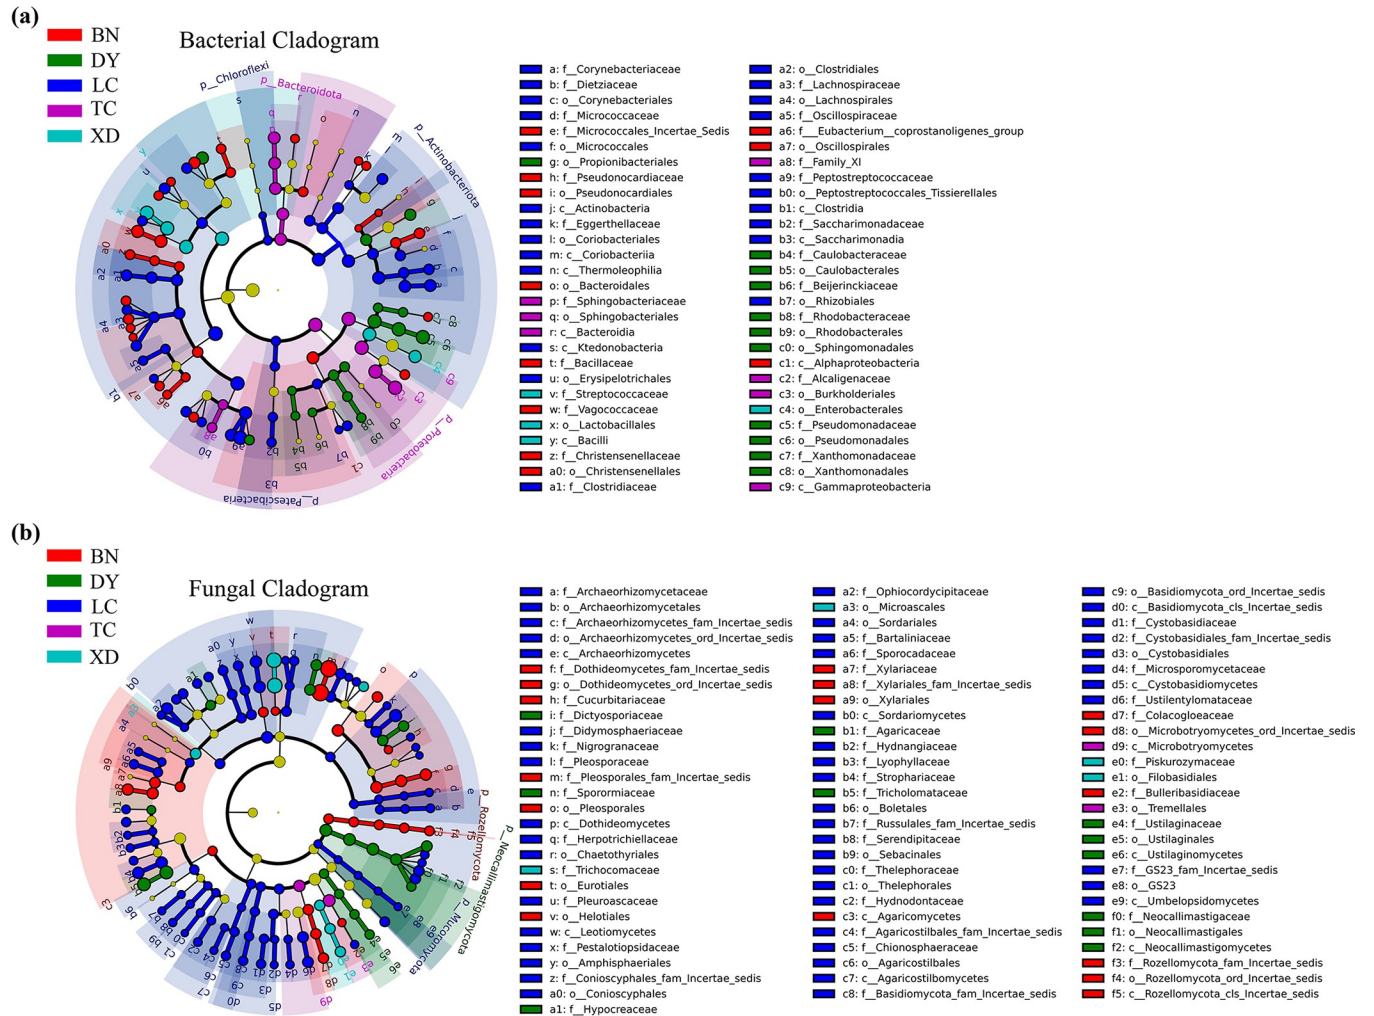 (a)
BN
DY
LC
TC
XD
Bacterial Cladogram
p__Chloroflexi
p__Bacteroidota
p__Actinobacteriota
p__Proteobacteria
p__Patescibacteria
a: f__Corynebacteriaceae
b: f__Dietziaceae
c: o__Corynebacteriales
d: f__Micrococcaceae
e: f__Micrococcales_Incertae_Sedis
f: o__Micrococcales
g: o__Propionibacteriales
h: f__Pseudonocardiaceae
i: o__Pseudonocardiales
j: c__Actinobacteria
k: f__Eggerthellaceae
l: o__Coriobacteriales
m: c__Coriobacteriia
n: c__Thermoleophilia
o: o__Bacteroidales
p: f__Sphingobacteriaceae
q: o__Sphingobacteriales
r: c__Bacteroidia
s: c__Ktedonobacteria
t: f__Bacillaceae
u: o__Erysipelotrichales
v: f__Streptococcaceae
w: f__Vagococcaceae
x: o__Lactobacillales
y: c__Bacilli
z: f__Christensenellaceae
a0: o__Christensenellales
a1: f__Clostridiaceae
a2: o__Clostridiales
a3: f__Lachnospiraceae
a4: o__Lachnospirales
a5: f__Oscillospiraceae
a6: f___Eubacterium__coprostanoligenes_group
a7: o__Oscillospirales
a8: f__Family_XI
a9: f__Peptostreptococcaceae
b0: o__Peptostreptococcales_Tissierellales
b1: c__Clostridia
b2: f__Saccharimonadaceae
b3: c__Saccharimonadia
b4: f__Caulobacteraceae
b5: o__Caulobacterales
b6: f__Beijerinckiaceae
b7: o__Rhizobiales
b8: f__Rhodobacteraceae
b9: o__Rhodobacterales
c0: o__Sphingomonadales
c1: c__Alphaproteobacteria
c2: f__Alcaligenaceae
c3: o__Burkholderiales
c4: o__Enterobacterales
c5: f__Pseudomonadaceae
c6: o__Pseudomonadales
c7: f__Xanthomonadaceae
c8: o__Xanthomonadales
c9: c__Gammaproteobacteria
(b)
BN
DY
LC
TC
XD
Fungal Cladogram
p__Rozellomycota
p__Neocallimastigomycota
p__Mucoromycota
a: f__Archaeorhizomycetaceae
b: o__Archaeorhizomycetales
c: f__Archaeorhizomycetes_fam_Incertae_sedis
d: o__Archaeorhizomycetes_ord_Incertae_sedis
e: c__Archaeorhizomycetes
f: f__Dothideomycetes_fam_Incertae_sedis
g: o__Dothideomycetes_ord_Incertae_sedis
h: f__Cucurbitariaceae
i: f__Dictyosporiaceae
j: f__Didymosphaeriaceae
k: f__Nigrogranaceae
l: f__Pleosporaceae
m: f__Pleosporales_fam_Incertae_sedis
n: f__Sporormiaceae
o: o__Pleosporales
p: c__Dothideomycetes
q: f__Herpotrichiellaceae
r: o__Chaetothyriales
s: f__Trichocomaceae
t: o__Eurotiales
u: f__Pleuroascaceae
v: o__Helotiales
w: c__Leotiomycetes
x: f__Pestalotiopsidaceae
y: o__Amphisphaeriales
z: f__Conioscyphales_fam_Incertae_sedis
a0: o__Conioscyphales
a1: f__Hypocreaceae
a2: f__Ophiocordycipitaceae
a3: o__Microascales
a4: o__Sordariales
a5: f__Bartaliniaceae
a6: f__Sporocadaceae
a7: f__Xylariaceae
a8: f__Xylariales_fam_Incertae_sedis
a9: o__Xylariales
b0: c__Sordariomycetes
b1: f__Agaricaceae
b2: f__Hydnangiaceae
b3: f__Lyophyllaceae
b4: f__Strophariaceae
b5: f__Tricholomataceae
b6: o__Boletales
b7: f__Russulales_fam_Incertae_sedis
b8: f__Serendipitaceae
b9: o__Sebacinales
c0: f__Thelephoraceae
c1: o__Thelephorales
c2: f__Hydnodontaceae
c3: c__Agaricomycetes
c4: f__Agaricostilbales_fam_Incertae_sedis
c5: f__Chionosphaeraceae
c6: o__Agaricostilbales
c7: c__Agaricostilbomycetes
c8: f__Basidiomycota_fam_Incertae_sedis
c9: o__Basidiomycota_ord_Incertae_sedis
d0: c__Basidiomycota_cls_Incertae_sedis
d1: f__Cystobasidiaceae
d2: f__Cystobasidiales_fam_Incertae_sedis
d3: o__Cystobasidiales
d4: f__Microsporomycetaceae
d5: c__Cystobasidiomycetes
d6: f__Ustilentylomataceae
d7: f__Colacogloeaceae
d8: o__Microbotryomycetes_ord_Incertae_sedis
d9: c__Microbotryomycetes
e0: f__Piskurozymaceae
e1: o__Filobasidiales
e2: f__Bulleribasidiaceae
e3: o__Tremellales
e4: f__Ustilaginaceae
e5: o__Ustilaginales
e6: c__Ustilaginomycetes
e7: f__GS23_fam_Incertae_sedis
e8: o__GS23
e9: c__Umbelopsidomycetes
f0: f__Neocallimastigaceae
f1: o__Neocallimastigales
f2: c__Neocallimastigomycetes
f3: f__Rozellomycota_fam_Incertae_sedis
f4: o__Rozellomycota_ord_Incertae_sedis
f5: c__Rozellomycota_cls_Incertae_sedis